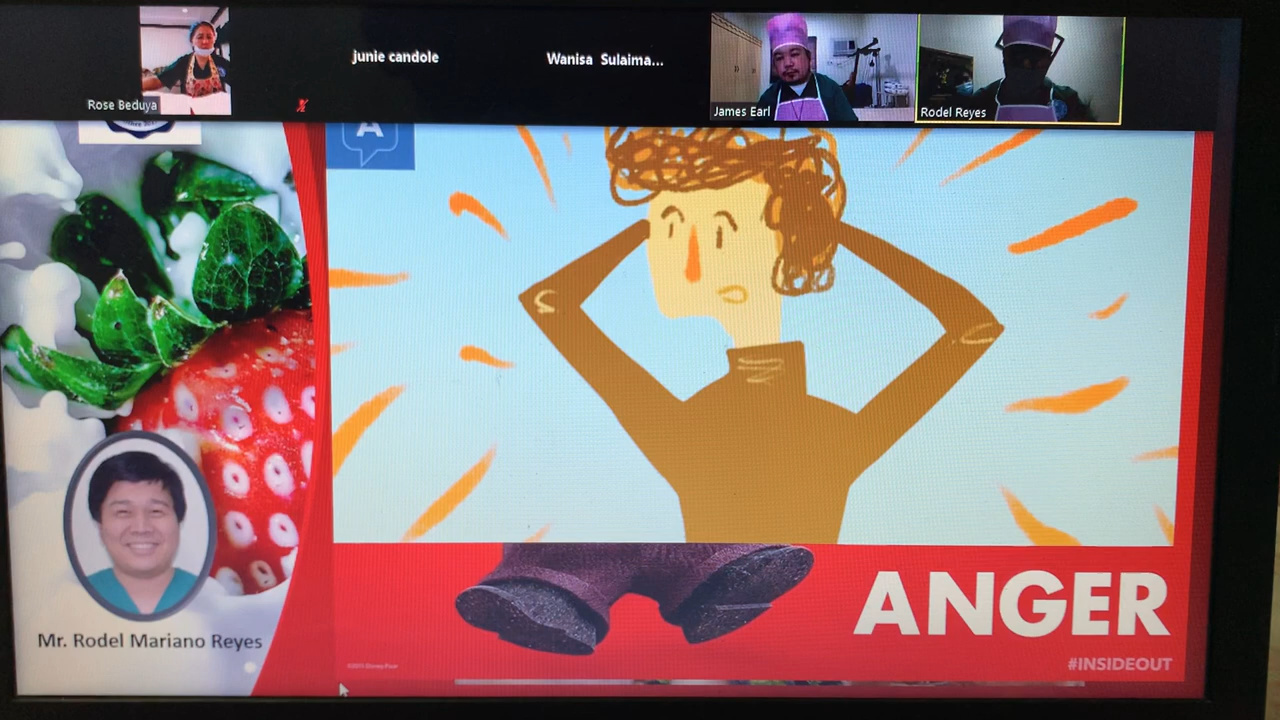 Rose Beduya
junie candole
Wanisa Sulaima...
James Earl
Rodel Reyes
A
Mr. Rodel Mariano Reyes
ANGER
#INSIDEOUT